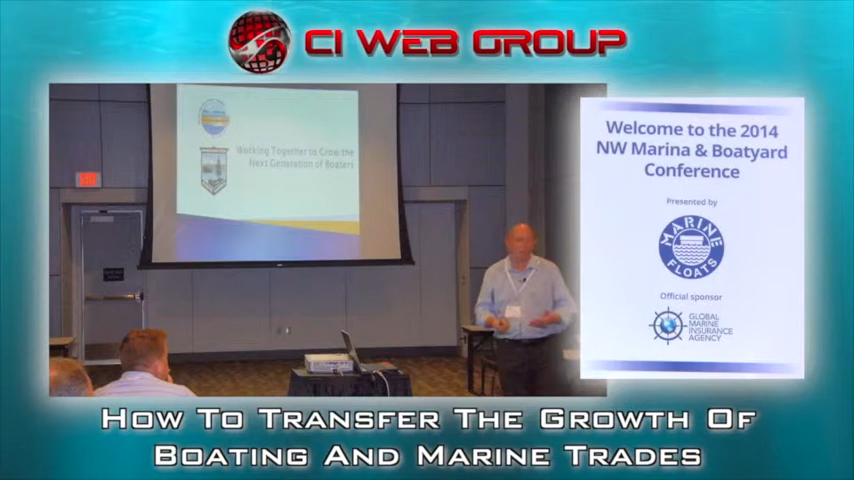 CI WEB GROUP
Working Together to Grow the
Next Generation of Boaters
EXIT
Welcome to the 2014
NW Marina & Boatyard
Conference
Presented by
MARINE
FLOATS
Official sponsor
GLOBAL
MARINE
INSURANCE
AGENCY
HOW TO TRANSFER THE GROWTH OF
BOATING AND MARINE TRADES